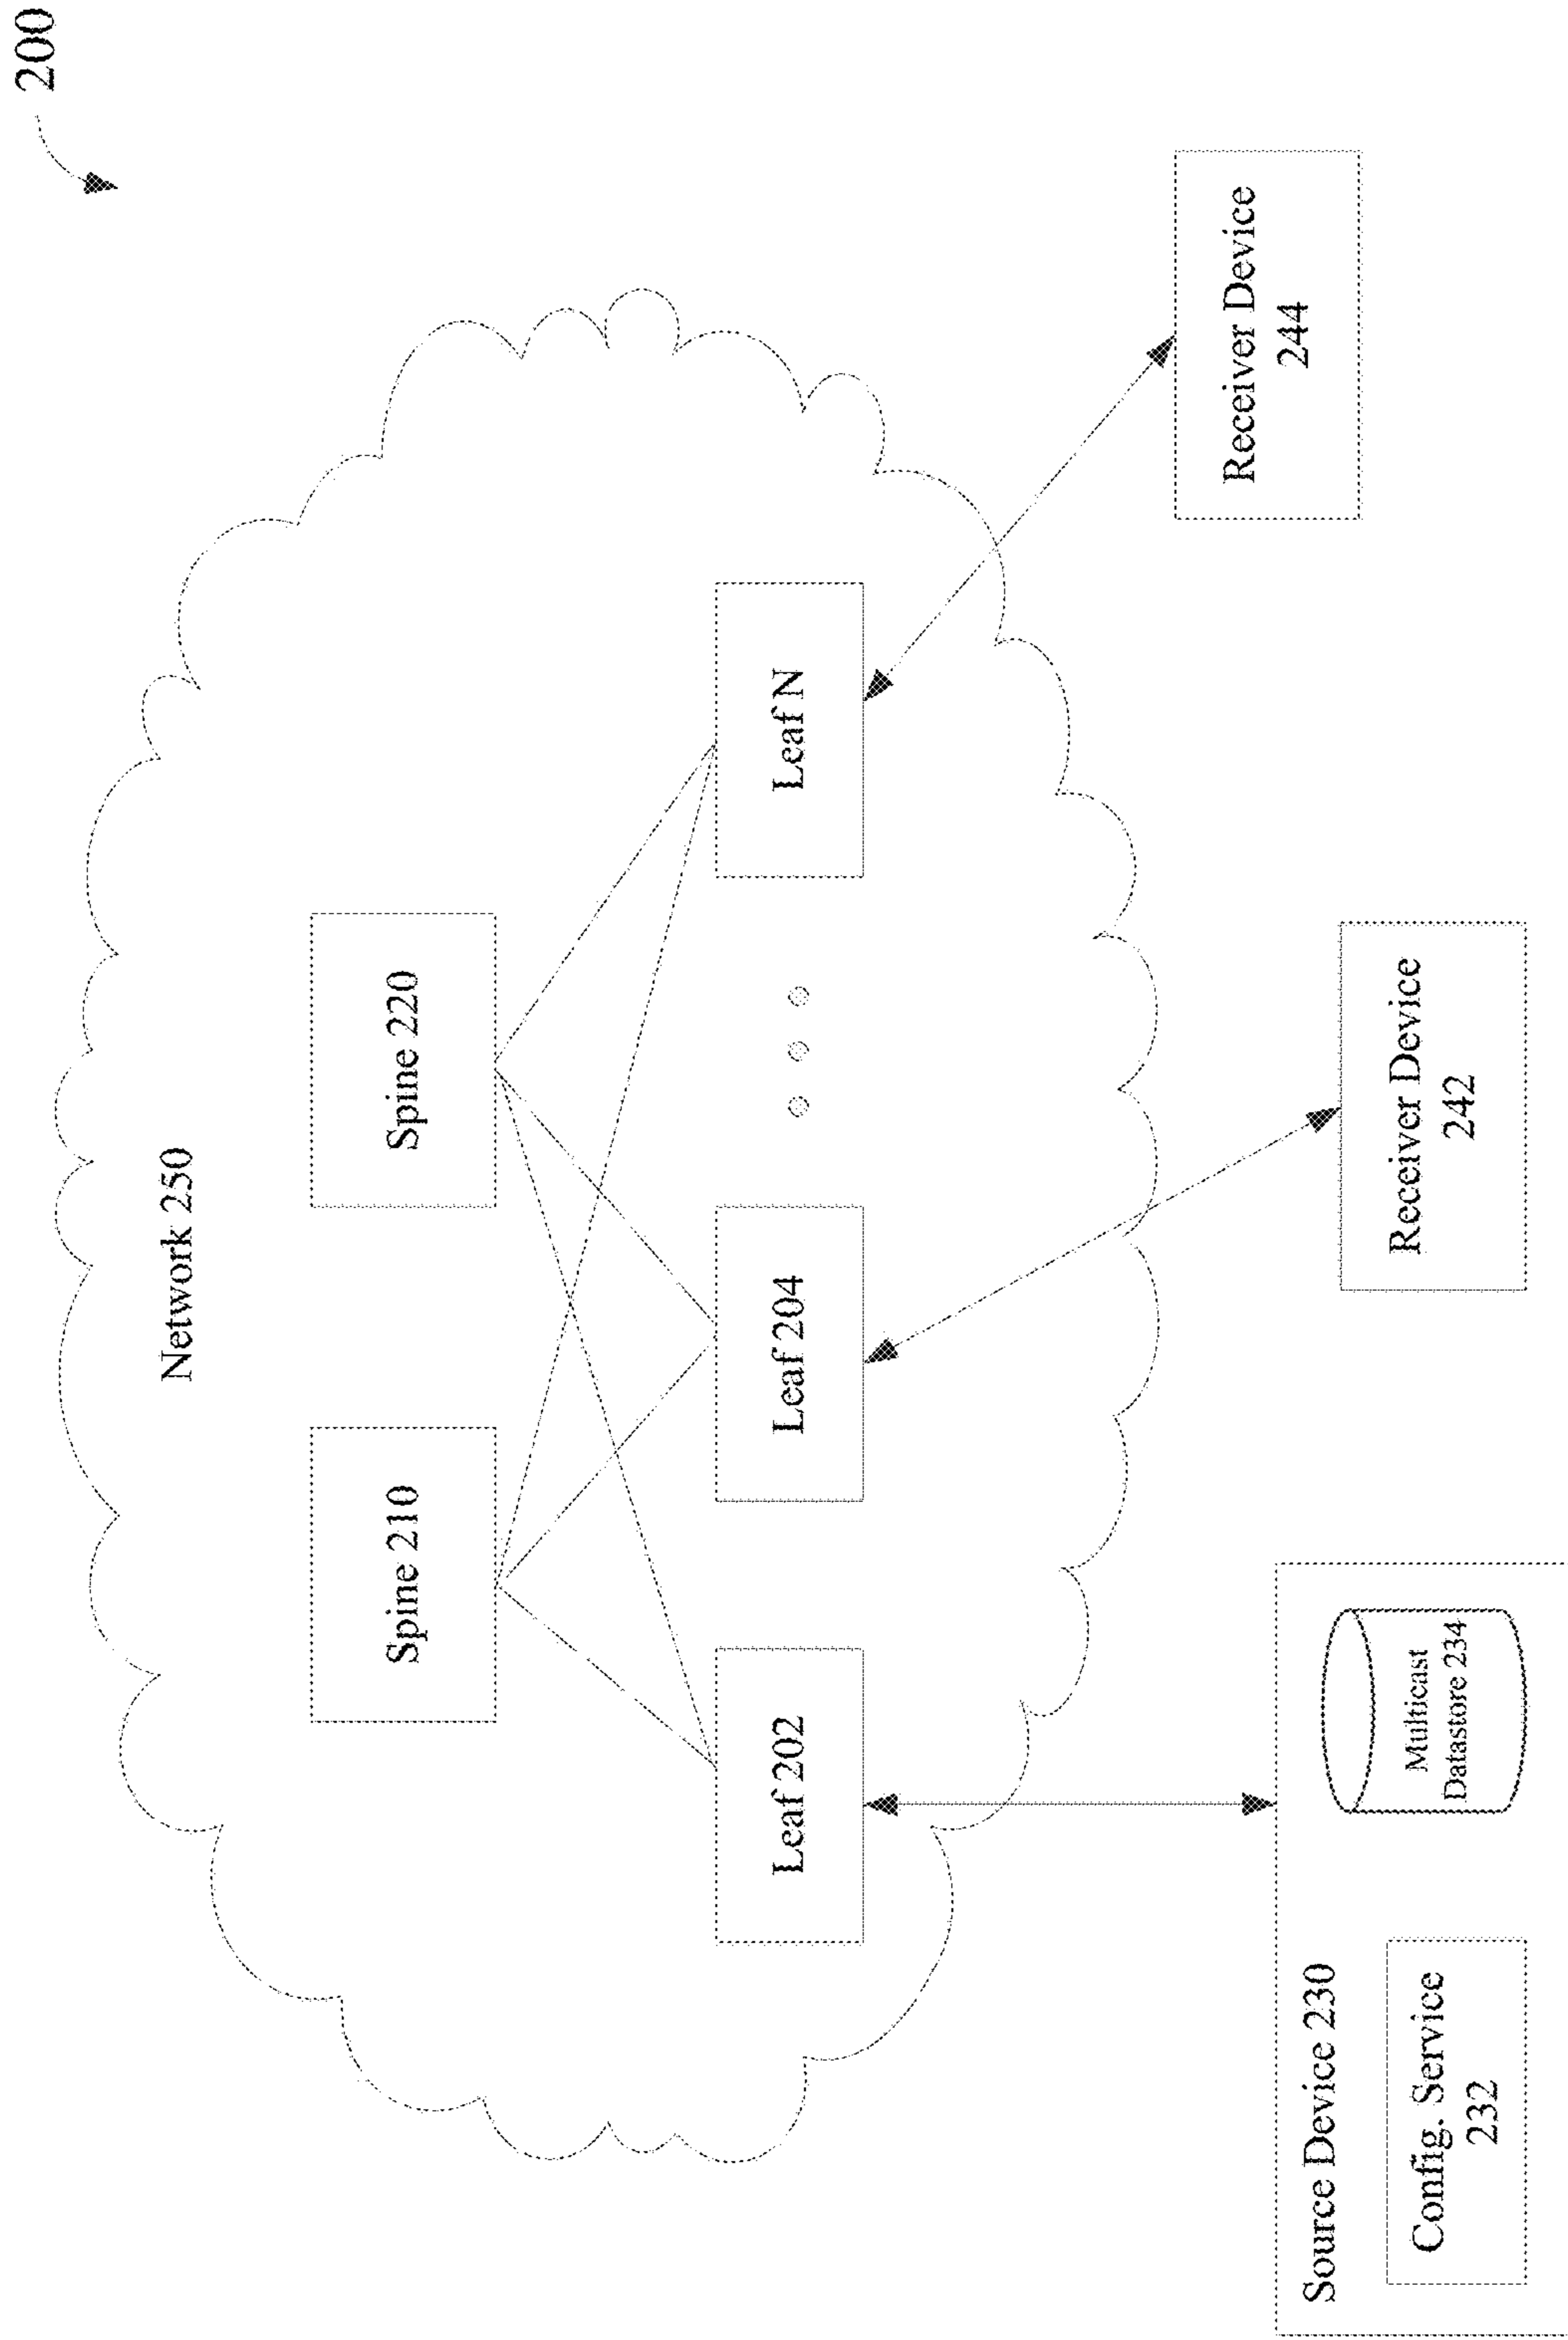 200
Network 250
Spine 210
Spine 220
Leaf 202
Leaf 204
Leaf N
Source Device 230
Config. Service
232
Multicast
Datastore 234
Receiver Device
242
Receiver Device
244